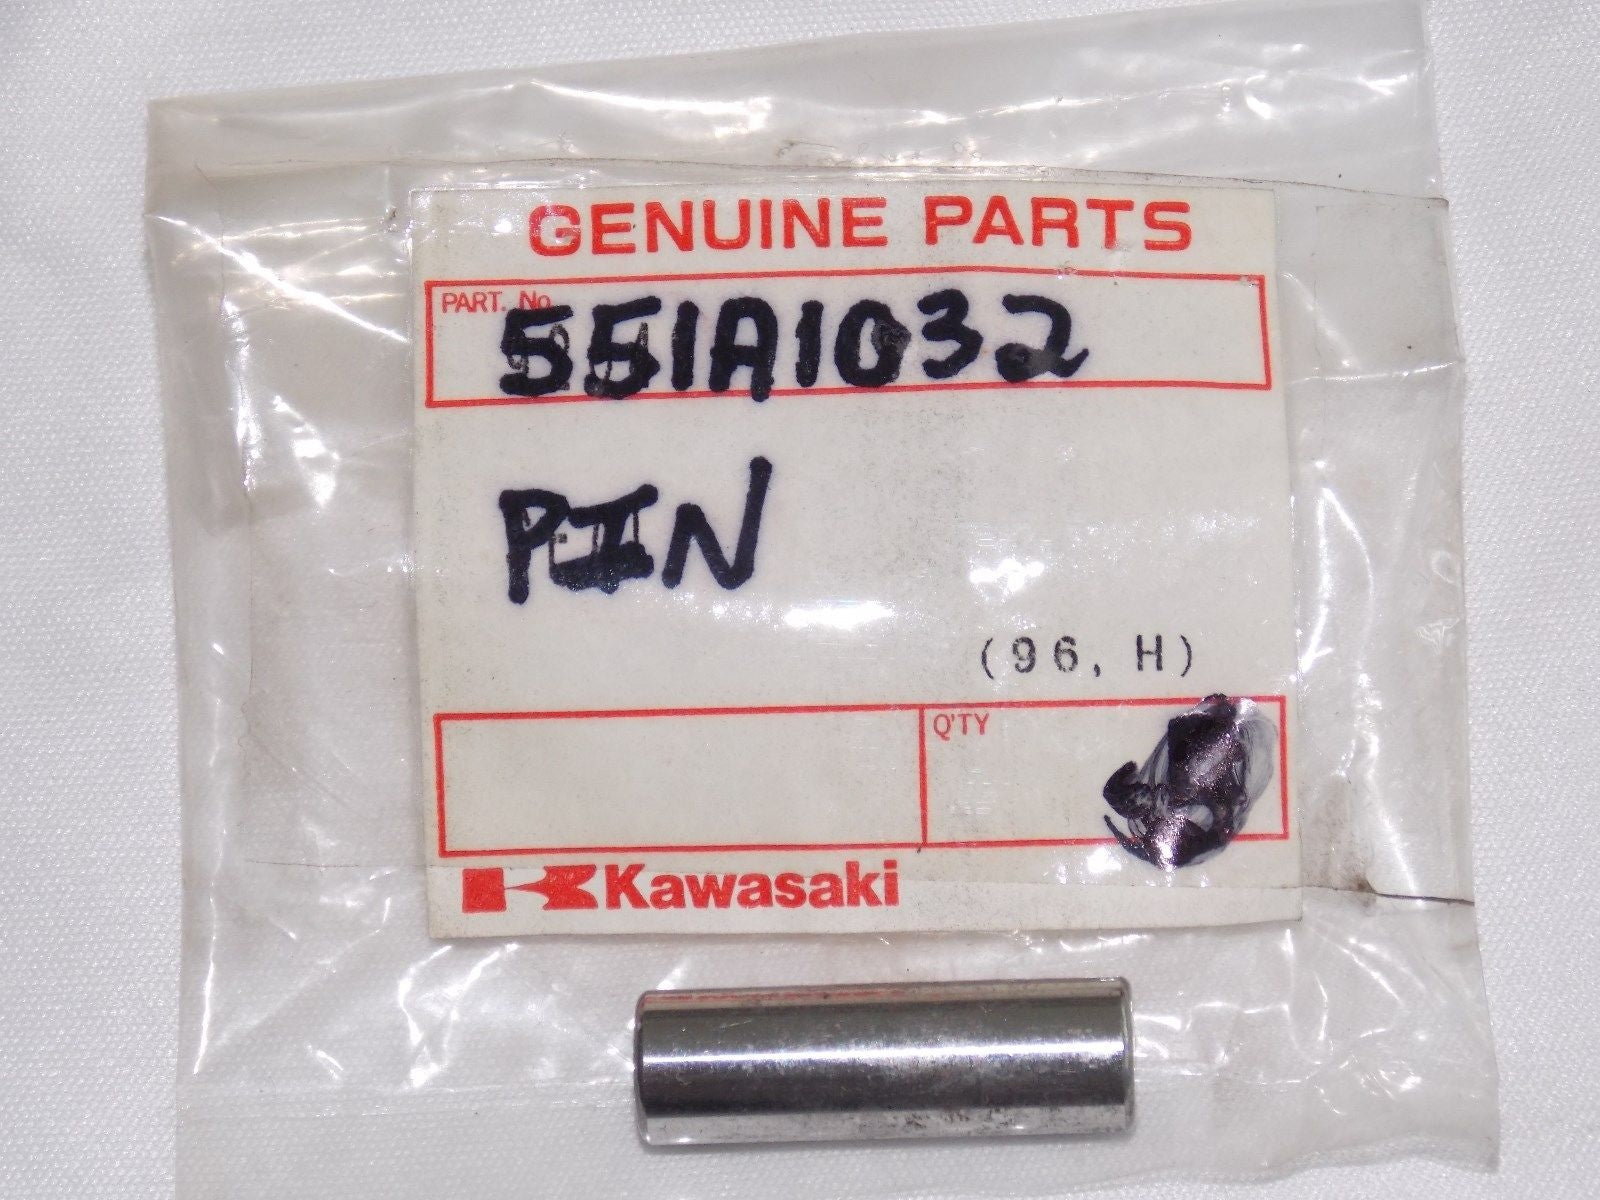 GENUINE PARTS
PART. No.
551A1032
PIN
(96, H)
Q'TY
Kawasaki